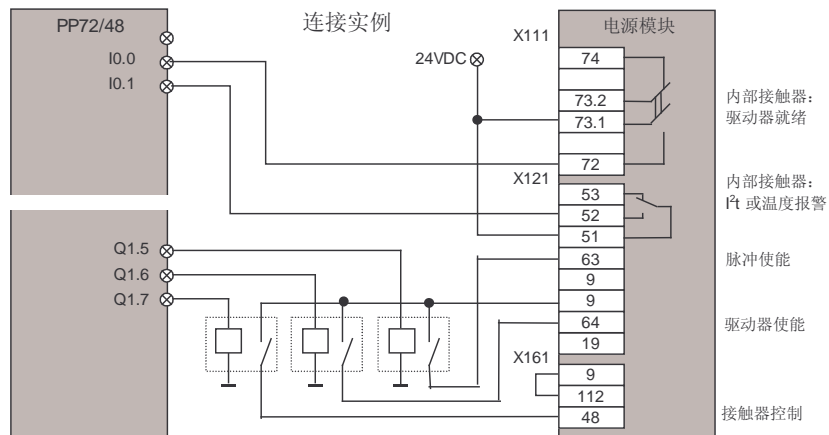 连接实例
PP72/48
I0.0
I0.1
24VDC
X111
电源模块
74
73.2
73.1
72
内部接触器：
驱动器就绪
X121
53
52
51
内部接触器：
I²t 或温度报警
Q1.5
Q1.6
Q1.7
63
9
9
64
19
脉冲使能
驱动器使能
X161
9
112
48
接触器控制